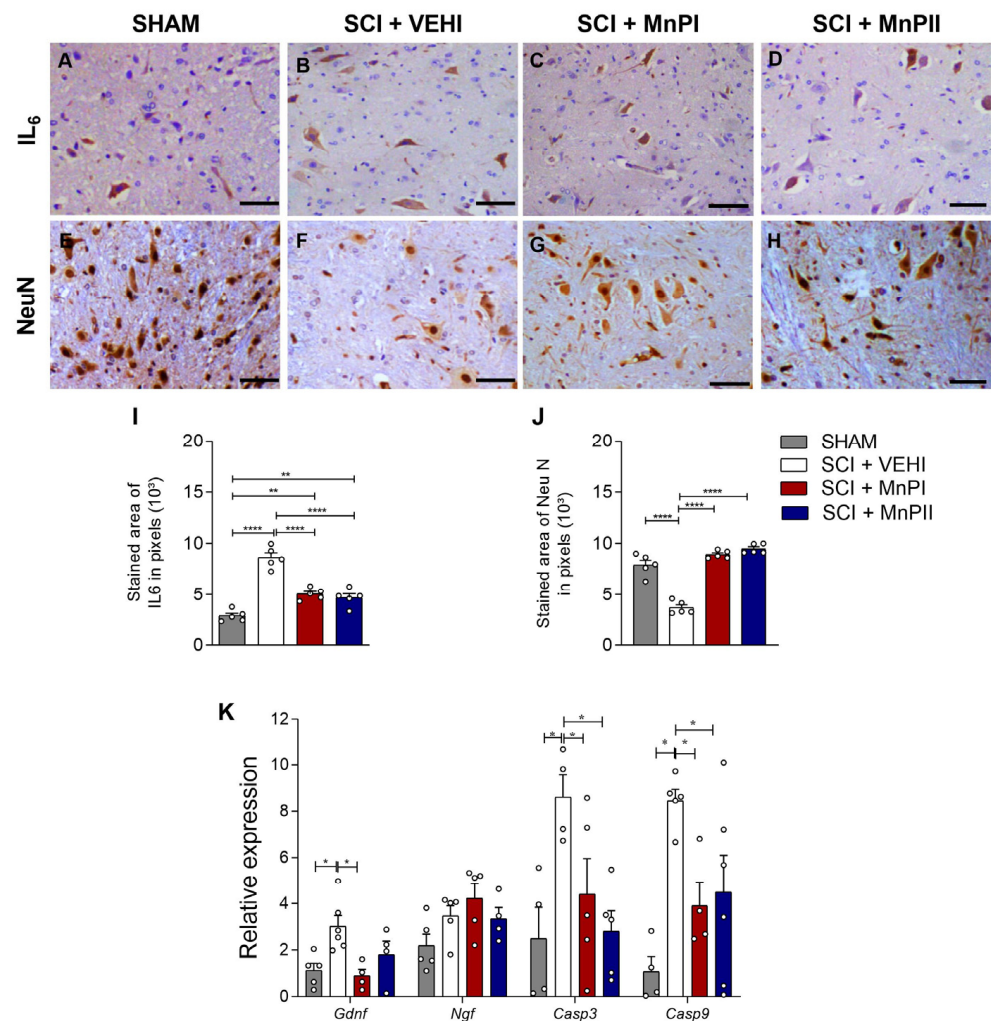 SHAM SCI + VEHI SCI + MnPI SCI + MnPII
IL6
A B C D
NeuN
E F G H
I
Stained area of
IL6 in pixels (10³)
20
15
10
5
0
** 
**
****
**** ****
J
Stained area of Neu N
in pixels (10³)
20
15
10
5
0
****
**** ****
SHAM
SCI + VEHI
SCI + MnPI
SCI + MnPII
K
Relative expression
12
10
8
6
4
2
0
* *
*
* *
*
* *
Gdnf Ngf Casp3 Casp9